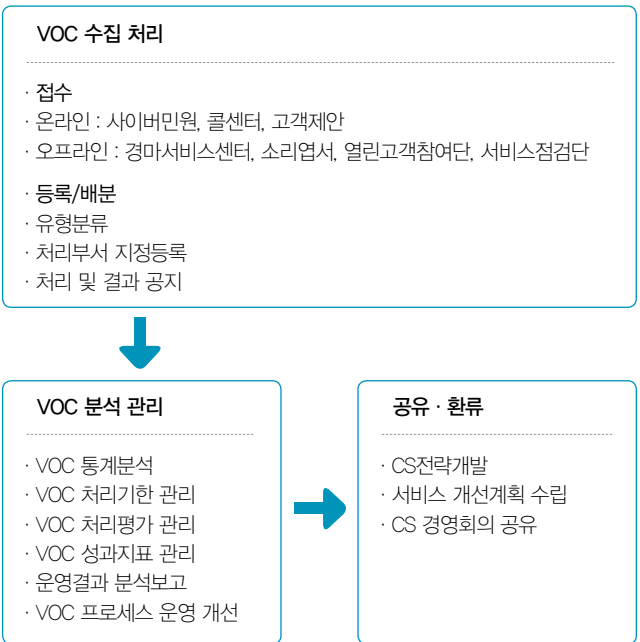 VOC 수집 처리
· 접수
· 온라인 : 사이버민원, 콜센터, 고객제안
· 오프라인 : 경마서비스센터, 소리엽서, 열린고객참여단, 서비스점검단
· 등록/배분
· 유형분류
· 처리부서 지정등록
· 처리 및 결과 공지
VOC 분석 관리
· VOC 통계분석
· VOC 처리기한 관리
· VOC 처리평가 관리
· VOC 성과지표 관리
· 운영결과 분석보고
· VOC 프로세스 운영 개선
공유 · 환류
· CS전략개발
· 서비스 개선계획 수립
· CS 경영회의 공유